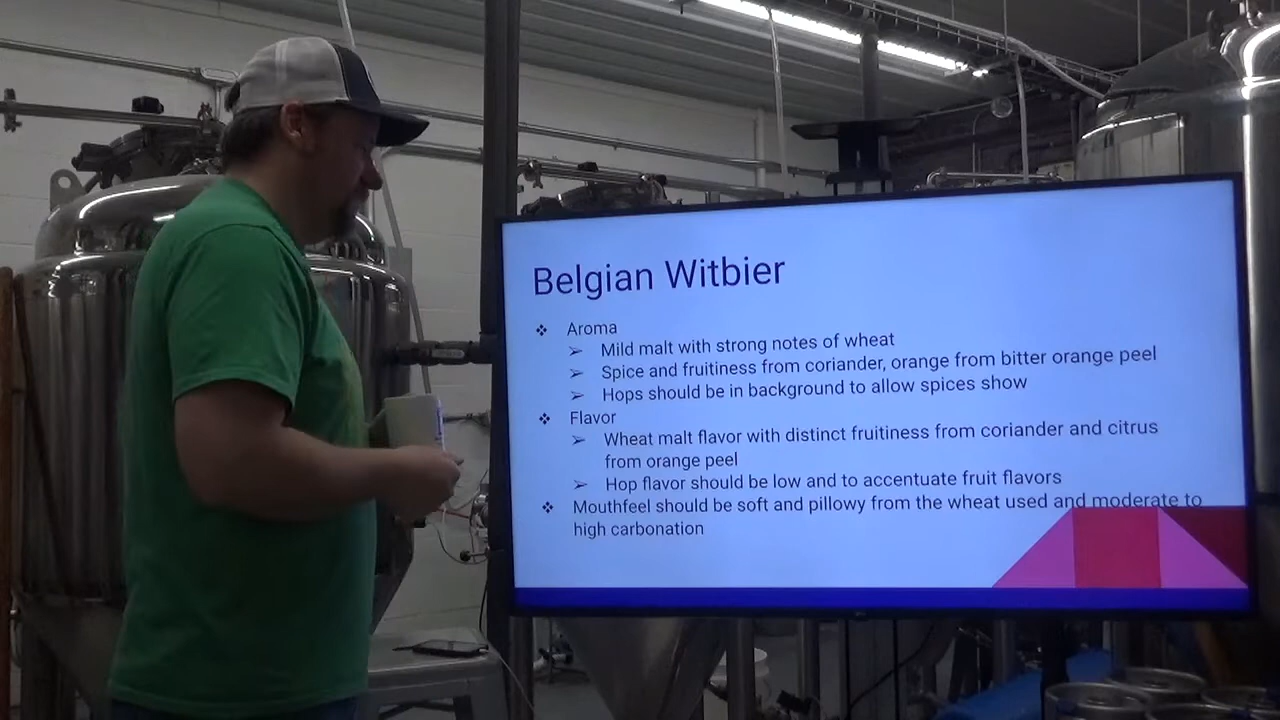 Belgian Witbier
❖ Aroma
➢ Mild malt with strong notes of wheat
➢ Spice and fruitiness from coriander, orange from bitter orange peel
➢ Hops should be in background to allow spices show
❖ Flavor
➢ Wheat malt flavor with distinct fruitiness from coriander and citrus
from orange peel
➢ Hop flavor should be low and to accentuate fruit flavors
❖ Mouthfeel should be soft and pillowy from the wheat used and moderate to
high carbonation